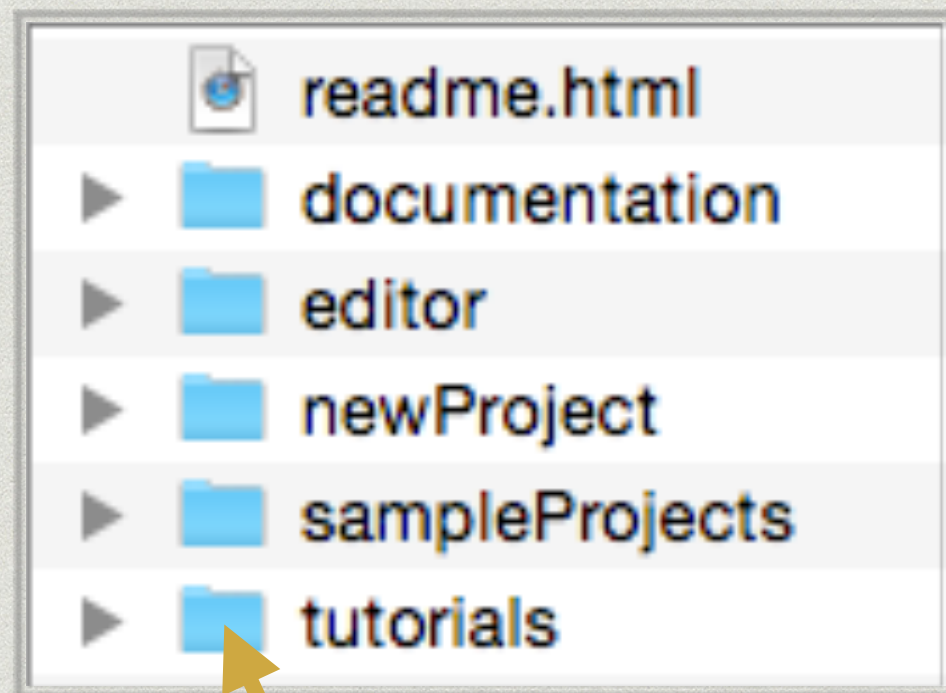 readme.html
documentation
editor
newProject
sampleProjects
tutorials